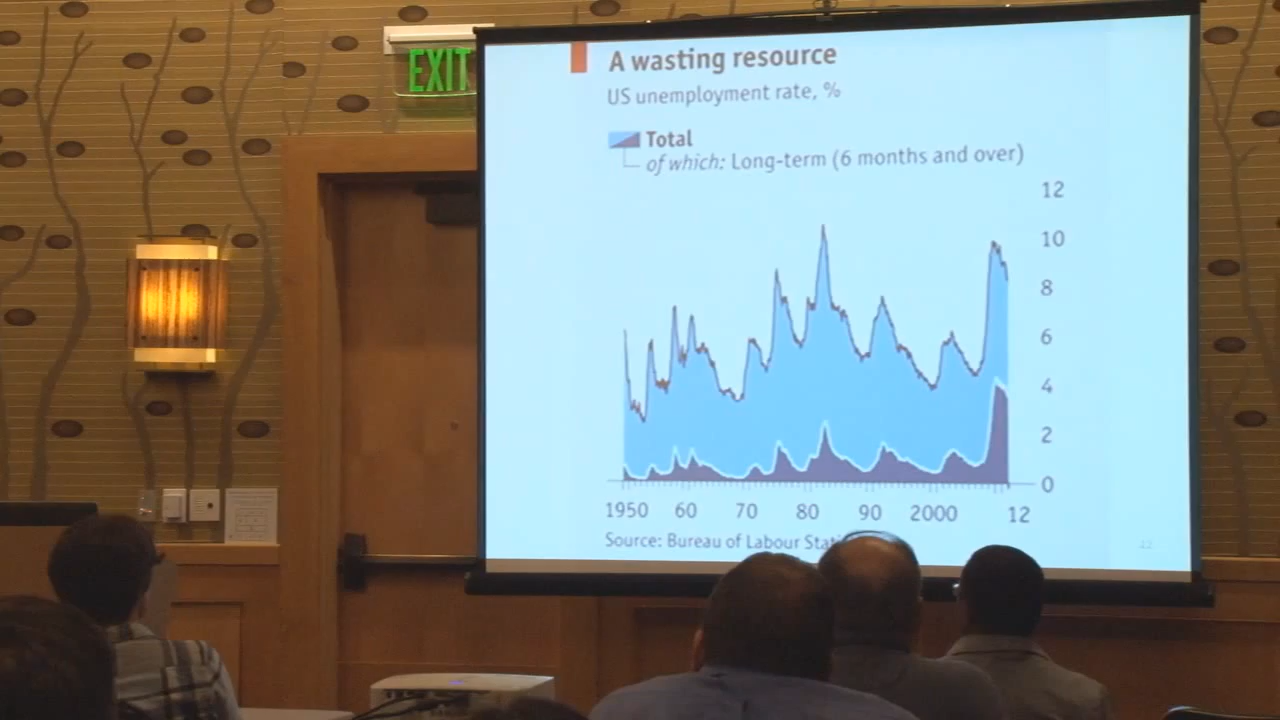 EXIT
A wasting resource
US unemployment rate, %
Total
of which: Long-term (6 months and over)
12
10
8
6
4
2
0
1950 60 70 80 90 2000 12
Source: Bureau of Labour
22